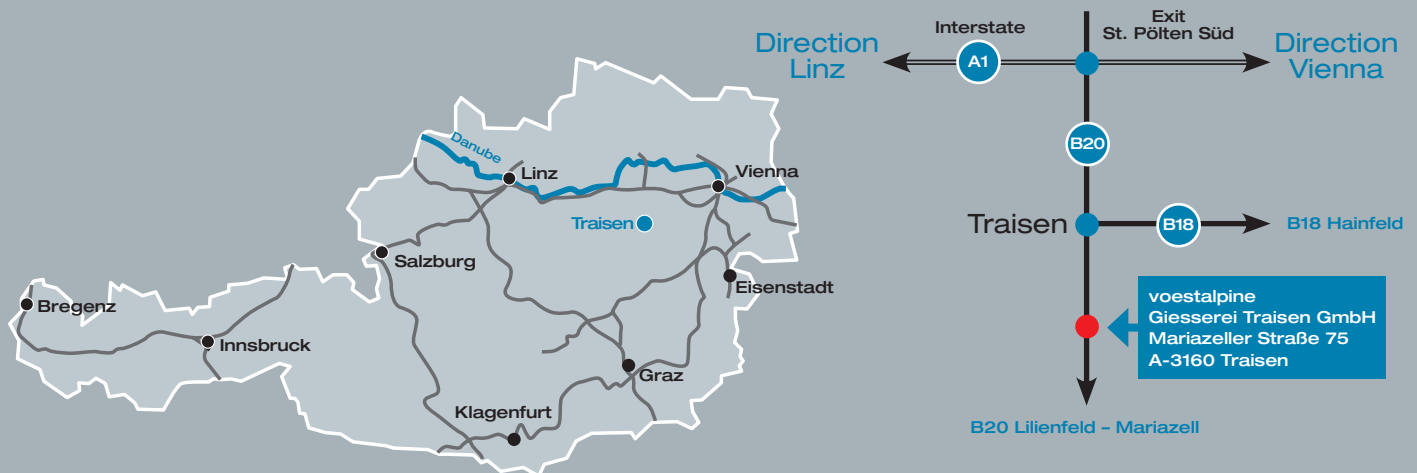 Danube
Linz
Vienna
Traisen
Salzburg
Eisenstadt
Bregenz
Innsbruck
Graz
Klagenfurt
Interstate
Exit
St. Pölten Süd
Direction
Linz
A1
Direction
Vienna
B20
Traisen
B18
B18 Hainfeld
voestalpine
Giesserei Traisen GmbH
Mariazeller Straße 75
A-3160 Traisen
B20 Lilienfeld – Mariazell